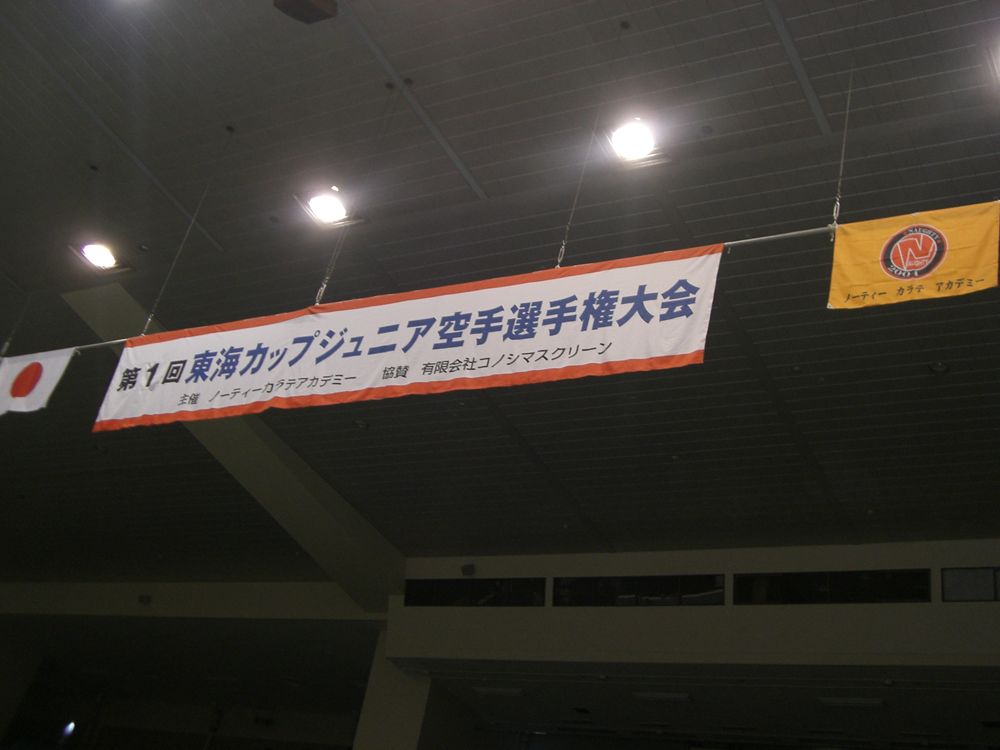 第1回東海カップジュニア空手選手権大会
主催 ノーティーカラテアカデミー 協賛 有限会社コノシマスクリーン
NAUGHTY
2001
ノーティー カラテ アカデミー